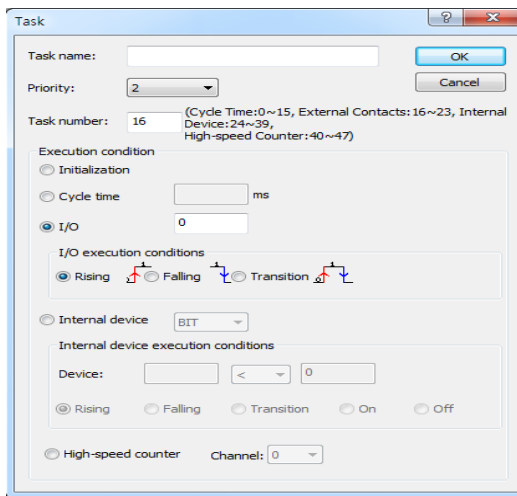 Task
Task name:
OK
Priority: 2
Cancel
Task number: 16 (Cycle Time:0~15, External Contacts:16~23, Internal
Device:24~39,
High-speed Counter:40~47)
Execution condition
Initialization
Cycle time ms
I/O 0
I/O execution conditions
Rising Falling Transition
Internal device BIT
Internal device execution conditions
Device: < 0
Rising Falling Transition On Off
High-speed counter Channel: 0